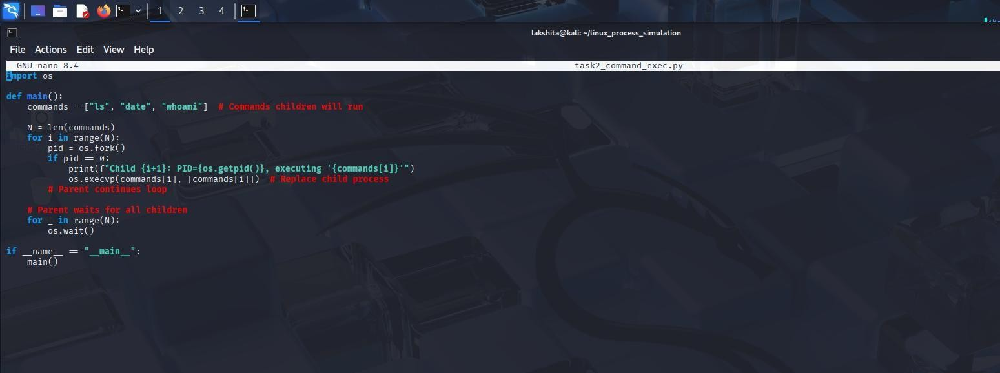 1 2 3 4
lakshita@kali: ~/linux_process_simulation
File Actions Edit View Help
GNU nano 8.4 task2_command_exec.py
import os
def main():
    commands = ["ls", "date", "whoami"]  # Commands children will run
    N = len(commands)
    for i in range(N):
        pid = os.fork()
        if pid == 0:
            print(f"Child {i+1}: PID={os.getpid()}, executing '{commands[i]}'")
            os.execvp(commands[i], [commands[i]])  # Replace child process
        # Parent continues loop
    # Parent waits for all children
    for _ in range(N):
        os.wait()
if __name__ == "__main__":
    main()